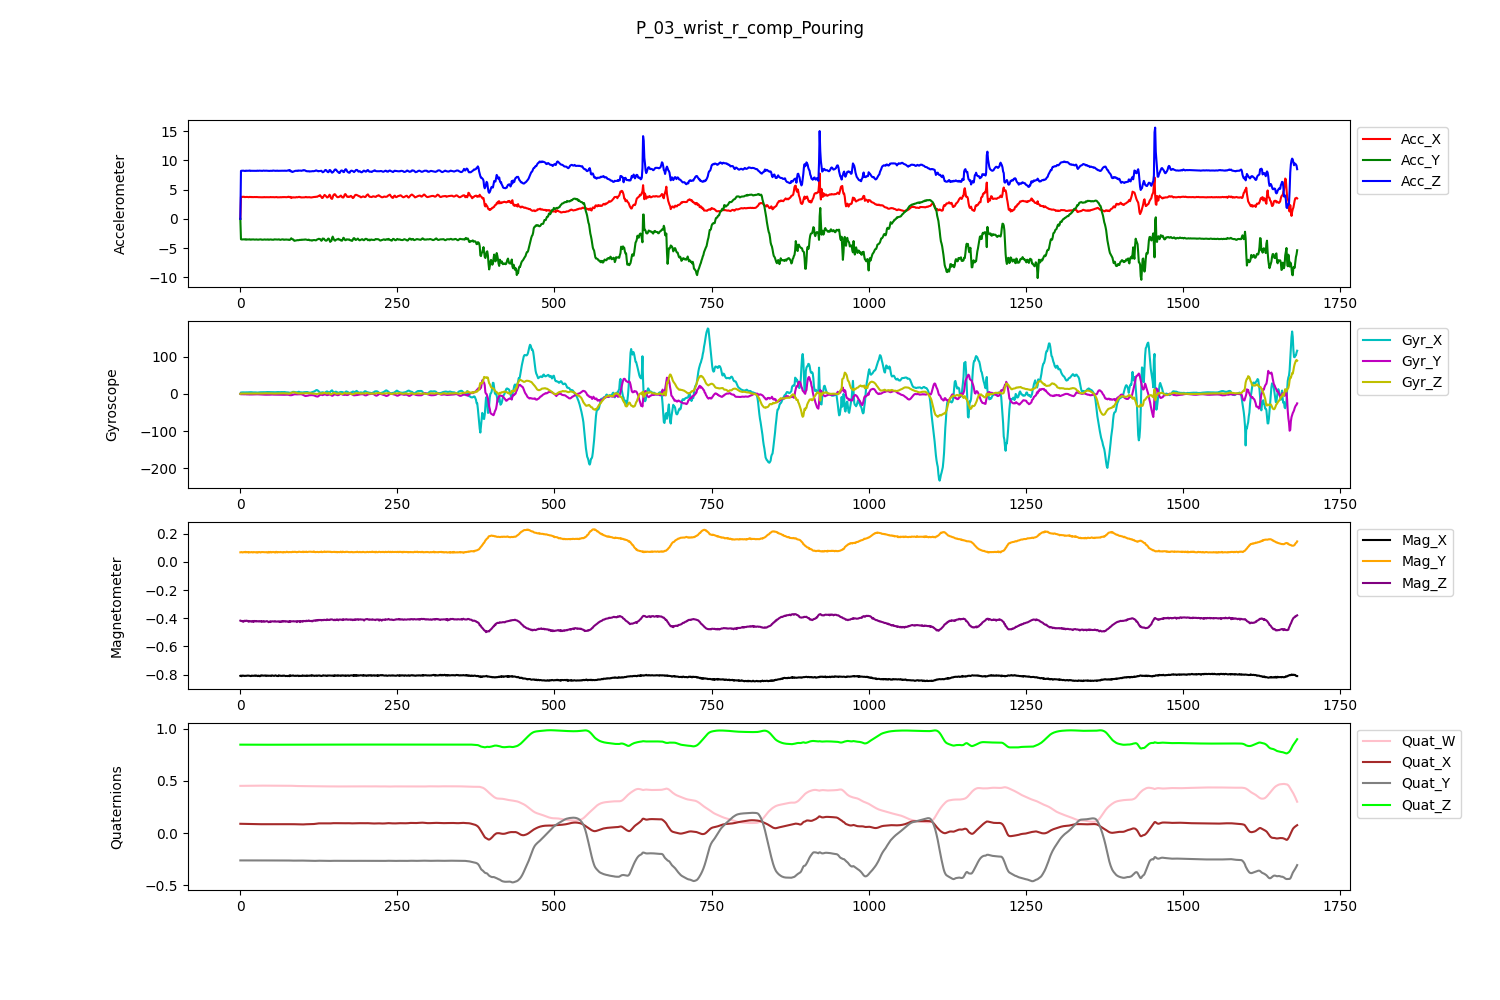 P_03_wrist_r_comp_Pouring
Accelerometer
15
10
5
0
−5
−10
0 250 500 750 1000 1250 1500 1750
Acc_X
Acc_Y
Acc_Z
Gyroscope
100
0
−100
−200
0 250 500 750 1000 1250 1500 1750
Gyr_X
Gyr_Y
Gyr_Z
Magnetometer
0.2
0.0
−0.2
−0.4
−0.6
−0.8
0 250 500 750 1000 1250 1500 1750
Mag_X
Mag_Y
Mag_Z
Quaternions
1.0
0.5
0.0
−0.5
0 250 500 750 1000 1250 1500 1750
Quat_W
Quat_X
Quat_Y
Quat_Z